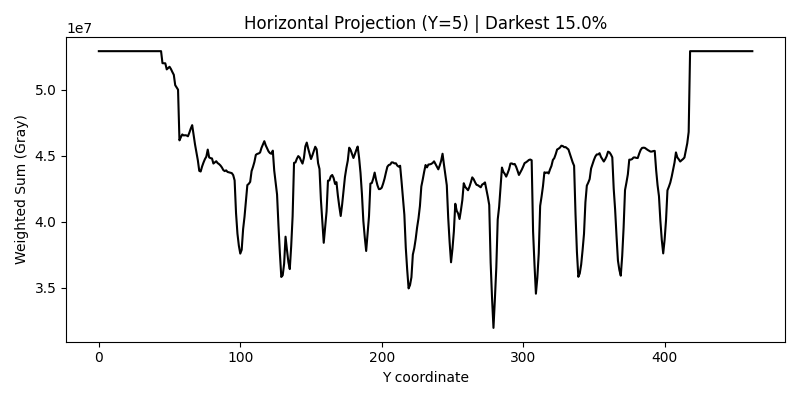 Horizontal Projection (Y=5) | Darkest 15.0%
1e7
5.0
4.5
4.0
3.5
Weighted Sum (Gray)
0 100 200 300 400
Y coordinate